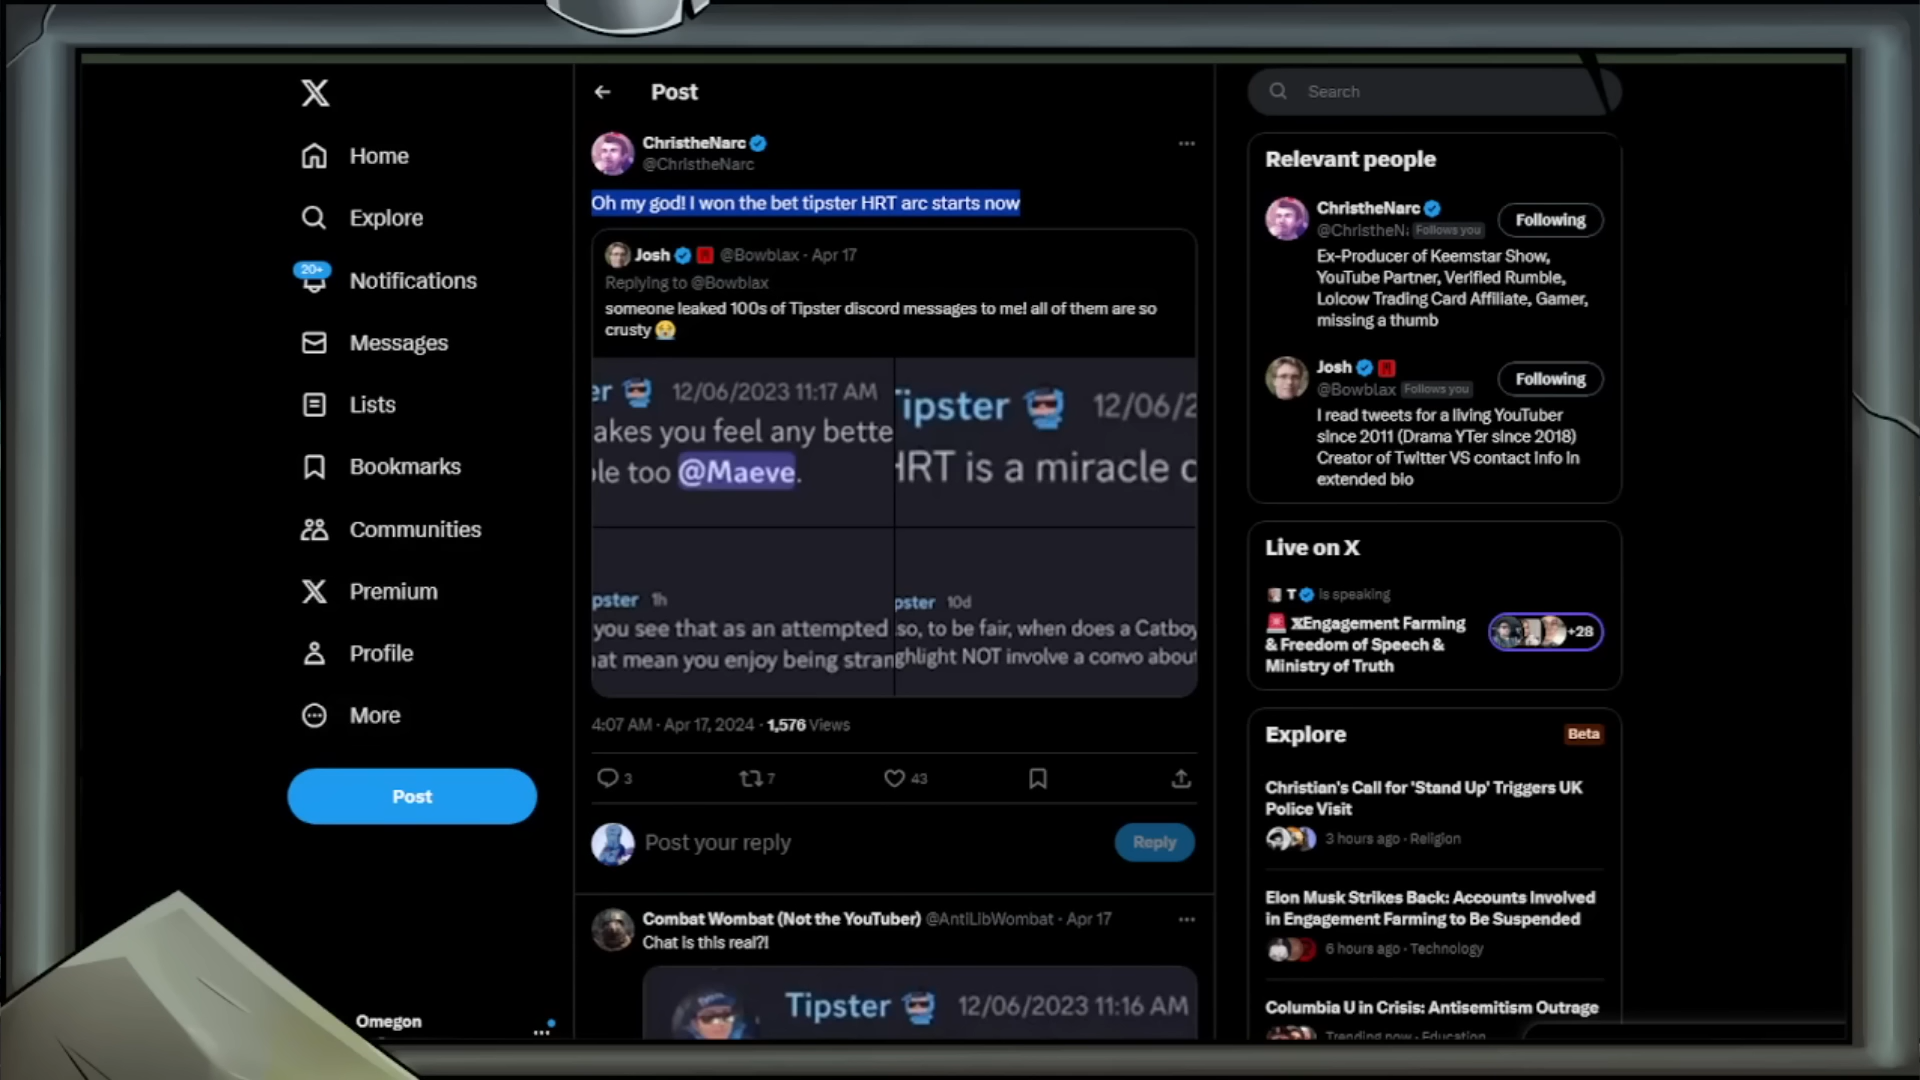 Home
Explore
20+
Notifications
Messages
Lists
Bookmarks
Communities
Premium
Profile
More
Post
Omegon
Post
ChristheNarc
@ChristheNarc
Oh my god! I won the bet tipster HRT arc starts now
Josh @Bowblax · Apr 17
Replying to @Bowblax
someone leaked 100s of Tipster discord messages to me! all of them are so
crusty 😭
er 12/06/2023 11:17 AM
akes you feel any bette
le too @Maeve.
Tipster 12/06/2
HRT is a miracle c
pster 1h
you see that as an attempted
at mean you enjoy being stran
pster 10d
so, to be fair, when does a Catboy
ghlight NOT involve a convo about
4:07 AM · Apr 17, 2024 · 1,576 Views
3 7 43
Post your reply
Reply
Combat Wombat (Not the YouTuber) @AntiLibWombat · Apr 17
Chat is this real?!
Tipster 12/06/2023 11:16 AM
Search
Relevant people
ChristheNarc
@ChristheN: Follows you
Following
Ex-Producer of Keemstar Show,
YouTube Partner, Verified Rumble,
Lolcow Trading Card Affiliate, Gamer,
missing a thumb
Josh
@Bowblax Follows you
Following
I read tweets for a living YouTuber
since 2011 (Drama YTer since 2018)
Creator of Twitter VS contact info in
extended bio
Live on X
T is speaking
🚨 XEngagement Farming
& Freedom of Speech &
Ministry of Truth
+28
Explore
Beta
Christian's Call for 'Stand Up' Triggers UK
Police Visit
3 hours ago · Religion
Elon Musk Strikes Back: Accounts Involved
in Engagement Farming to Be Suspended
6 hours ago · Technology
Columbia U in Crisis: Antisemitism Outrage
Trending now · Education